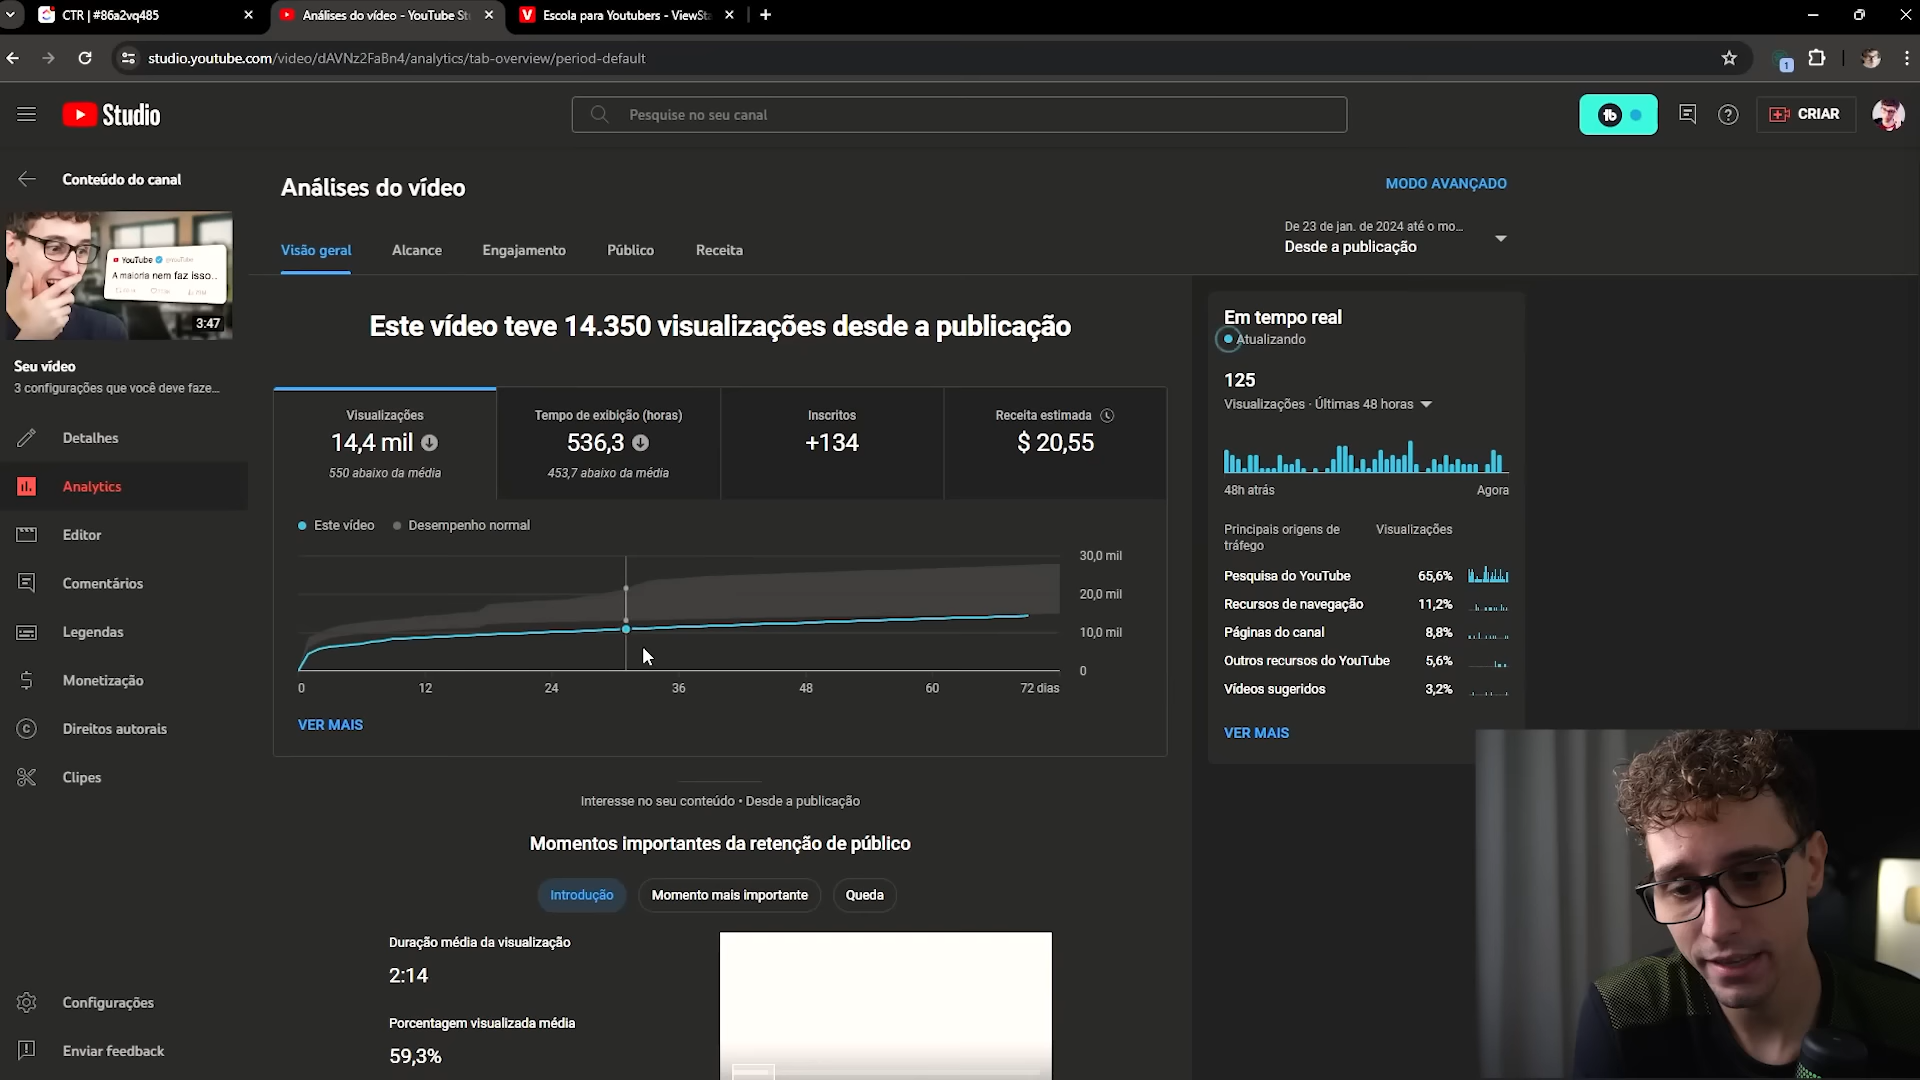 CTR | #86a2vq485
Análises do vídeo - YouTube St
Escola para Youtubers - ViewSta
studio.youtube.com/video/dAVNz2FaBn4/analytics/tab-overview/period-default
1
Studio
Pesquise no seu canal
tb
CRIAR
Conteúdo do canal
YouTube @YouTube
A maioria nem faz isso..
3:47
Seu vídeo
3 configurações que você deve faze...
Detalhes
Analytics
Editor
Comentários
Legendas
Monetização
Direitos autorais
Clipes
Configurações
Enviar feedback
Análises do vídeo
MODO AVANÇADO
De 23 de jan. de 2024 até o mo...
Desde a publicação
Visão geral
Alcance
Engajamento
Público
Receita
Este vídeo teve 14.350 visualizações desde a publicação
Visualizações
14,4 mil
550 abaixo da média
Tempo de exibição (horas)
536,3
453,7 abaixo da média
Inscritos
+134
Receita estimada
$ 20,55
Este vídeo
Desempenho normal
30,0 mil
20,0 mil
10,0 mil
0
0 12 24 36 48 60 72 dias
VER MAIS
Interesse no seu conteúdo • Desde a publicação
Momentos importantes da retenção de público
Introdução
Momento mais importante
Queda
Duração média da visualização
2:14
Porcentagem visualizada média
59,3%
Em tempo real
Atualizando
125
Visualizações · Últimas 48 horas
48h atrás
Agora
Principais origens de tráfego
Visualizações
Pesquisa do YouTube 65,6%
Recursos de navegação 11,2%
Páginas do canal 8,8%
Outros recursos do YouTube 5,6%
Vídeos sugeridos 3,2%
VER MAIS